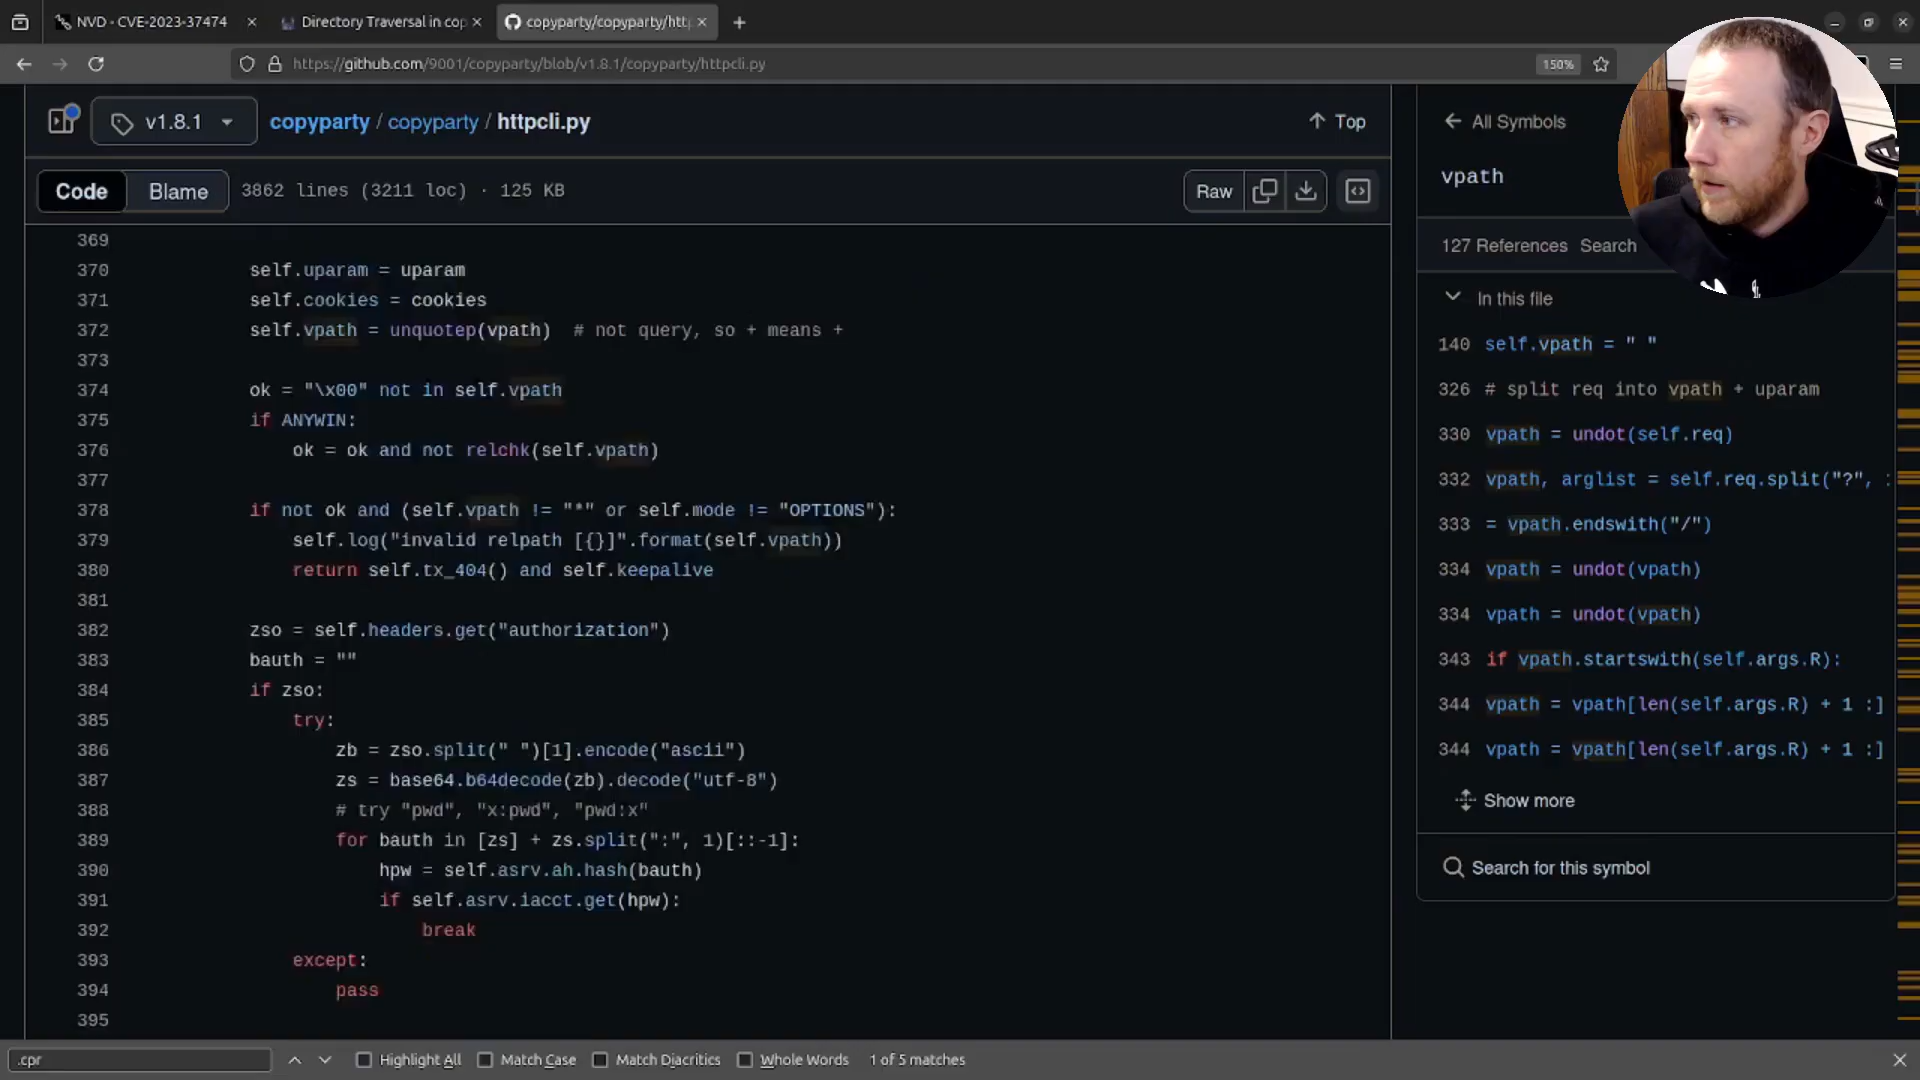 NVD - CVE-2023-37474
Directory Traversal in cop
copyparty/copyparty/htt
https://github.com/9001/copyparty/blob/v1.8.1/copyparty/httpcli.py
150%
v1.8.1
copyparty / copyparty / httpcli.py
Top
Code
Blame
3862 lines (3211 loc) · 125 KB
Raw
369
370 self.uparam = uparam
371 self.cookies = cookies
372 self.vpath = unquotep(vpath)  # not query, so + means +
373
374 ok = "\x00" not in self.vpath
375 if ANYWIN:
376 ok = ok and not relchk(self.vpath)
377
378 if not ok and (self.vpath != "*" or self.mode != "OPTIONS"):
379 self.log("invalid relpath [{}]".format(self.vpath))
380 return self.tx_404() and self.keepalive
381
382 zso = self.headers.get("authorization")
383 bauth = ""
384 if zso:
385 try:
386 zb = zso.split(" ")[1].encode("ascii")
387 zs = base64.b64decode(zb).decode("utf-8")
388 # try "pwd", "x:pwd", "pwd:x"
389 for bauth in [zs] + zs.split(":", 1)[::-1]:
390 hpw = self.asrv.ah.hash(bauth)
391 if self.asrv.iacct.get(hpw):
392 break
393 except:
394 pass
395
All Symbols
vpath
127 References Search
In this file
140 self.vpath = " "
326 # split req into vpath + uparam
330 vpath = undot(self.req)
332 vpath, arglist = self.req.split("?", :
333 = vpath.endswith("/")
334 vpath = undot(vpath)
334 vpath = undot(vpath)
343 if vpath.startswith(self.args.R):
344 vpath = vpath[len(self.args.R) + 1 :]
344 vpath = vpath[len(self.args.R) + 1 :]
Show more
Search for this symbol
.cpr
Highlight All
Match Case
Match Diacritics
Whole Words
1 of 5 matches